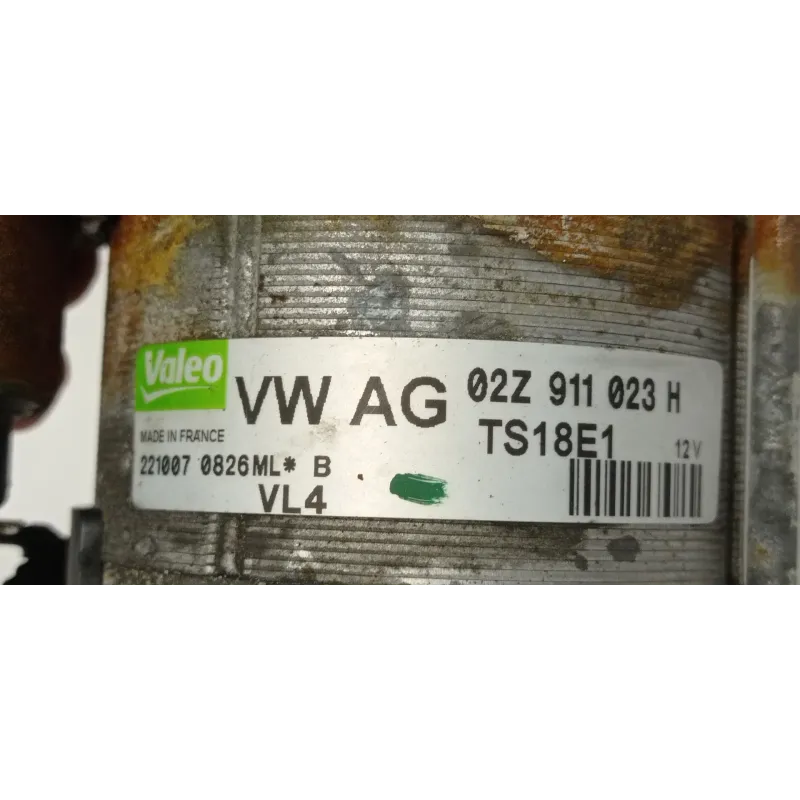 Valeo VW AG 02Z 911 023 H
MADE IN FRANCE TS18E1 12V
221007 0826ML* B
VL4